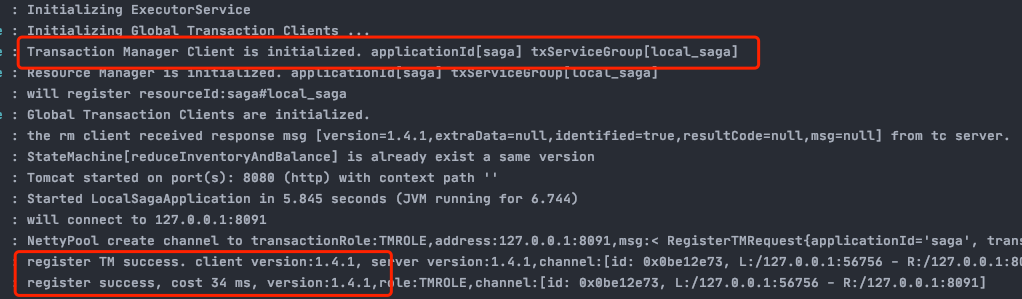 : Initializing ExecutorService
e : Initializing Global Transaction Clients ...
e : Transaction Manager Client is initialized. applicationId[saga] txServiceGroup[local_saga]
e : Resource Manager is initialized. applicationId[saga] txServiceGroup[local_saga]
: will register resourceId:saga#local_saga
e : Global Transaction Clients are initialized.
: the rm client received response msg [version=1.4.1,extraData=null,identified=true,resultCode=null,msg=null] from tc server.
: StateMachine[reduceInventoryAndBalance] is already exist a same version
: Tomcat started on port(s): 8080 (http) with context path ''
: Started LocalSagaApplication in 5.845 seconds (JVM running for 6.744)
: will connect to 127.0.0.1:8091
: NettyPool create channel to transactionRole:TMROLE,address:127.0.0.1:8091,msg:< RegisterTMRequest{applicationId='saga', trans
: register TM success. client version:1.4.1, server version:1.4.1,channel:[id: 0x0be12e73, L:/127.0.0.1:56756 - R:/127.0.0.1:80
: register success, cost 34 ms, version:1.4.1,role:TMROLE,channel:[id: 0x0be12e73, L:/127.0.0.1:56756 - R:/127.0.0.1:8091]